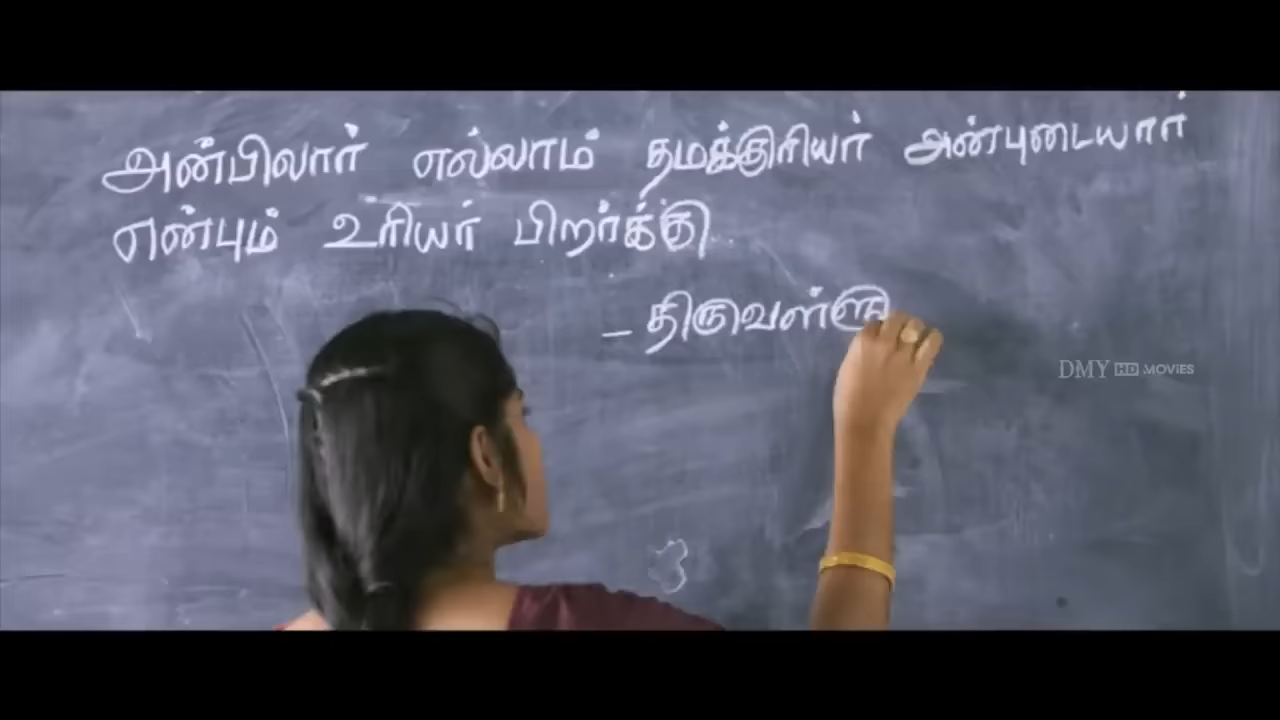 அன்பிலார் எல்லாம் தமக்குரியர் அன்புடையார்
என்பும் உரியர் பிறர்க்கு
- திருவள்ளு
DMY HD MOVIES